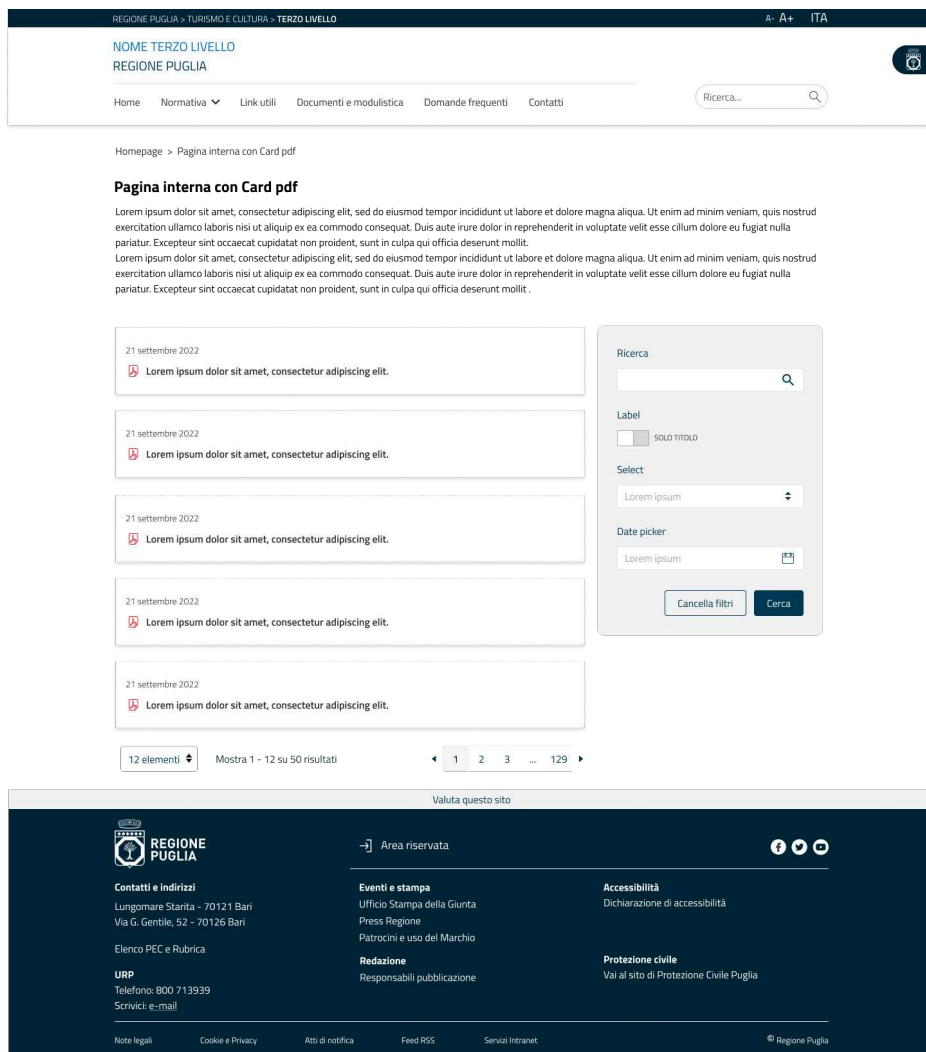 REGIONE PUGLIA > TURISMO E CULTURA > TERZO LIVELLO
A- A+ ITA
NOME TERZO LIVELLO
REGIONE PUGLIA
Home Normativa Link utili Documenti e modulistica Domande frequenti Contatti
Ricerca...
Homepage > Pagina interna con Card pdf
Pagina interna con Card pdf
Lorem ipsum dolor sit amet, consectetur adipiscing elit, sed do eiusmod tempor incididunt ut labore et dolore magna aliqua. Ut enim ad minim veniam, quis nostrud
exercitation ullamco laboris nisi ut aliquip ex ea commodo consequat. Duis aute irure dolor in reprehenderit in voluptate velit esse cillum dolore eu fugiat nulla
pariatur. Excepteur sint occaecat cupidatat non proident, sunt in culpa qui officia deserunt mollit.
Lorem ipsum dolor sit amet, consectetur adipiscing elit, sed do eiusmod tempor incididunt ut labore et dolore magna aliqua. Ut enim ad minim veniam, quis nostrud
exercitation ullamco laboris nisi ut aliquip ex ea commodo consequat. Duis aute irure dolor in reprehenderit in voluptate velit esse cillum dolore eu fugiat nulla
pariatur. Excepteur sint occaecat cupidatat non proident, sunt in culpa qui officia deserunt mollit .
21 settembre 2022
Lorem ipsum dolor sit amet, consectetur adipiscing elit.
21 settembre 2022
Lorem ipsum dolor sit amet, consectetur adipiscing elit.
21 settembre 2022
Lorem ipsum dolor sit amet, consectetur adipiscing elit.
21 settembre 2022
Lorem ipsum dolor sit amet, consectetur adipiscing elit.
21 settembre 2022
Lorem ipsum dolor sit amet, consectetur adipiscing elit.
12 elementi
Mostra 1 - 12 su 50 risultati
1 2 3 ... 129
Ricerca
Label
SOLO TITOLO
Select
Lorem ipsum
Date picker
Lorem ipsum
Cancella filtri
Cerca
Valuta questo sito
REGIONE
PUGLIA
Area riservata
Contatti e indirizzi
Lungomare Starita - 70121 Bari
Via G. Gentile, 52 - 70126 Bari
Elenco PEC e Rubrica
URP
Telefono: 800 713939
Scrivici: e-mail
Eventi e stampa
Ufficio Stampa della Giunta
Press Regione
Patrocini e uso del Marchio
Redazione
Responsabili pubblicazione
Accessibilità
Dichiarazione di accessibilità
Protezione civile
Vai al sito di Protezione Civile Puglia
Note legali Cookie e Privacy Atti di notifica Feed RSS Servizi Intranet
© Regione Puglia